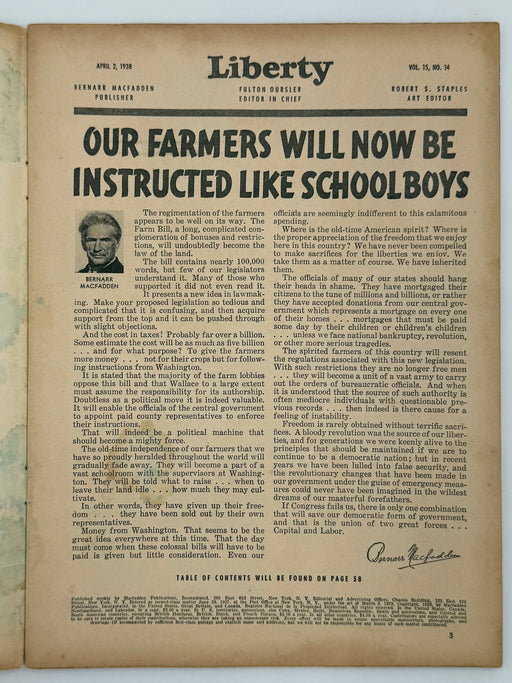 APRIL 2, 1938
Liberty
VOL. 15, NO. 14
BERNARR MACFADDEN
PUBLISHER
FULTON OURSLER
EDITOR IN CHIEF
ROBERT S. STAPLES
ART EDITOR
OUR FARMERS WILL NOW BE
INSTRUCTED LIKE SCHOOLBOYS
BERNARR
MACFADDEN
The regimentation of the farmers
appears to be well on its way. The
Farm Bill, a long, complicated con-
glomeration of bonuses and restric-
tions, will undoubtedly become the
law of the land.
The bill contains nearly 100,000
words, but few of our legislators
understand it. Many of those who
supported it did not even read it.
It presents a new idea in lawmak-
ing. Make your proposed legislation so tedious and
complicated that it is confusing, and then acquire
support from the top and it can be pushed through
with slight objections.
And the cost in taxes! Probably far over a billion.
Some estimate the cost will be as much as five billion
. . . and for what purpose? To give the farmers
more money . . . not for their crops but for follow-
ing instructions from Washington.
It is stated that the majority of the farm lobbies
oppose this bill and that Wallace to a large extent
must assume the responsibility for its authorship.
Doubtless as a political move it is indeed valuable.
It will enable the officials of the central government
to appoint paid county representatives to enforce
their instructions.
That will indeed be a political machine that
should become a mighty force.
The old-time independence of our farmers that we
have so proudly heralded throughout the world will
gradually fade away. They will become a part of a
vast schoolroom with the supervisors at Washing-
ton. They will be told what to raise . . . when to
leave their land idle . . . how much they may cul-
tivate.
In other words, they have given up their free-
dom . . . they have been sold out by their own
representatives.
Money from Washington. That seems to be the
great idea everywhere at this time. That the day
must come when these colossal bills will have to be
paid is given but little consideration. Even our
officials are seemingly indifferent to this calamitous
spending.
Where is the old-time American spirit? Where is
the proper appreciation of the freedom that we enjoy
here in this country? We have never been compelled
to make sacrifices for the liberties we enjoy. We
take them as a matter of course. We have inherited
them.
The officials of many of our states should hang
their heads in shame. They have mortgaged their
citizens to the tune of millions and billions, or rather
they have accepted donations from our central gov-
ernment which represents a mortgage on every one
of their homes . . . mortgages that must be paid
some day by their children or children's children
. . . unless we face national bankruptcy, revolution,
or other more serious tragedies.
The spirited farmers of this country will resent
the regulations associated with this new legislation.
With such restrictions they are no longer free men
. . . they will become a unit of a vast army to carry
out the orders of bureaucratic officials. And when
it is understood that the source of such authority is
often mediocre individuals with questionable pre-
vious records . . . then indeed is there cause for a
feeling of instability.
Freedom is rarely obtained without terrific sacri-
fices. A bloody revolution was the source of our liber-
ties, and for generations we were keenly alive to the
principles that should be maintained if we are to
continue to be a democratic nation; but in recent
years we have been lulled into false security, and
the revolutionary changes that have been made in
our government under the guise of emergency meas-
ures could never have been imagined in the wildest
dreams of our masterful forefathers.
If Congress fails us, there is only one combination
that will save our democratic form of government,
and that is the union of two great forces . . .
Capital and Labor.
Bernarr Macfadden
TABLE OF CONTENTS WILL BE FOUND ON PAGE 58
3